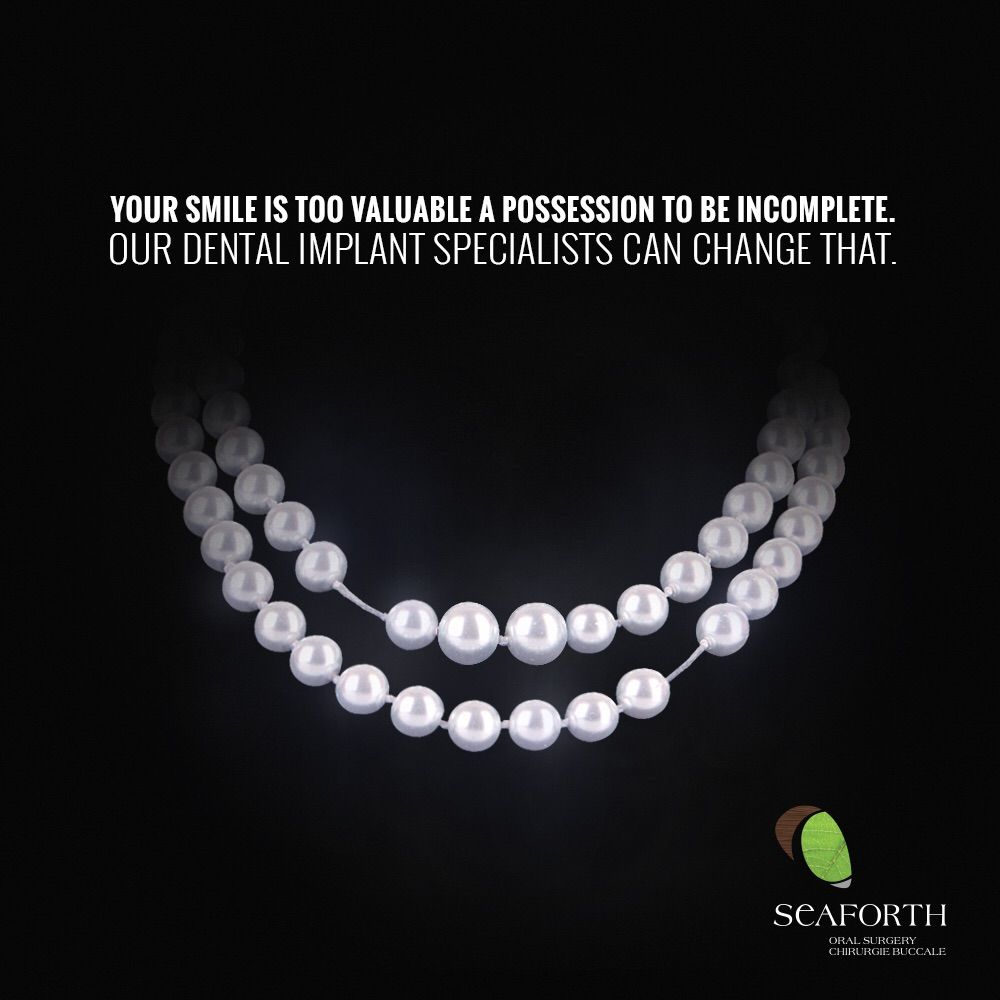 YOUR SMILE IS TOO VALUABLE A POSSESSION TO BE INCOMPLETE.
OUR DENTAL IMPLANT SPECIALISTS CAN CHANGE THAT.
SEAFORTH
ORAL SURGERY
CHIRURGIE BUCCALE